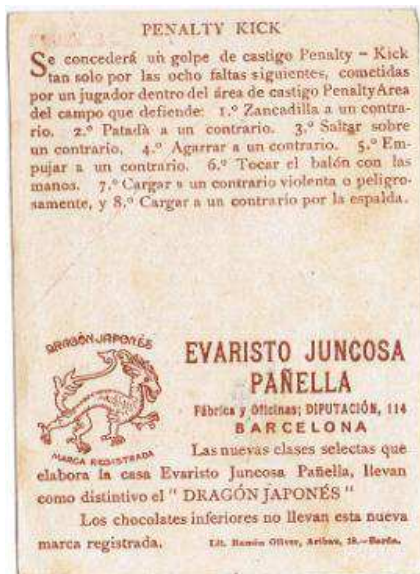 PENALTY KICK
Se concederá un golpe de castigo Penalty - Kick
tan solo por las ocho faltas siguientes, cometidas
por un jugador dentro del área de castigo Penalty Area
del campo que defiende: 1.º Zancadilla a un contra-
rio. 2.º Patada a un contrario. 3.º Saltar sobre
un contrario. 4.º Agarrar a un contrario. 5.º Em-
pujar a un contrario. 6.º Tocar el balón con las
manos. 7.º Cargar a un contrario violenta o peligro-
samente, y 8.º Cargar a un contrario por la espalda.
DRAGÓN JAPONÉS
MARCA REGISTRADA
EVARISTO JUNCOSA
PAÑELLA
Fábrica y Oficinas; DIPUTACIÓN, 114
BARCELONA
Las nuevas clases selectas que
elabora la casa Evaristo Juncosa Pañella, llevan
como distintivo el " DRAGÓN JAPONÉS "
Los chocolates inferiores no llevan esta nueva
marca registrada.
Lit. Ramón Oliver, Aribau, 18.-Barña.